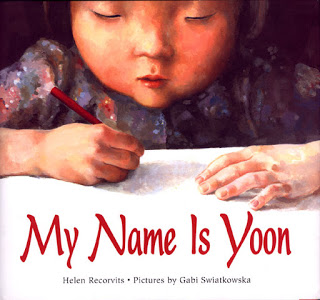 My Name Is Yoon
Helen Recorvits • Pictures by Gabi Swiatkowska